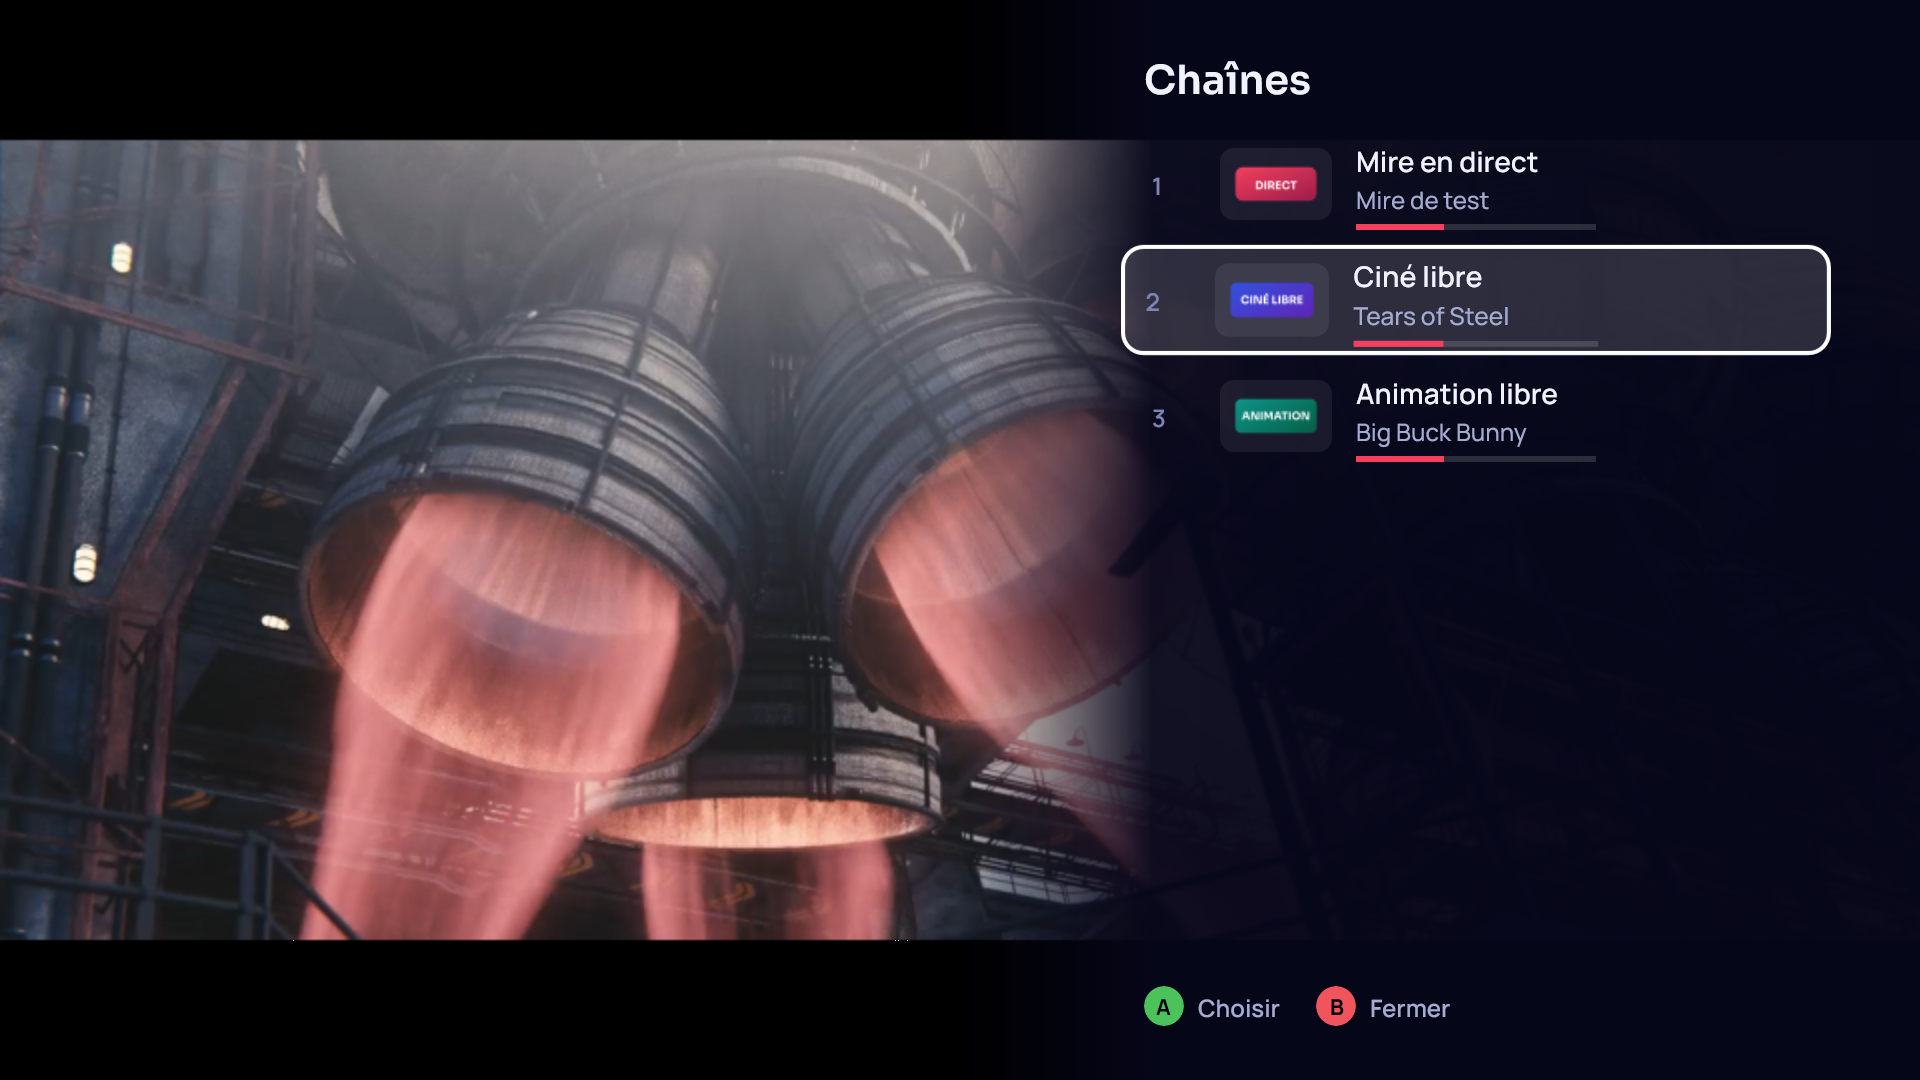 Chaînes
1
DIRECT
Mire en direct
Mire de test
2
CINÉ LIBRE
Ciné libre
Tears of Steel
3
ANIMATION
Animation libre
Big Buck Bunny
A Choisir B Fermer